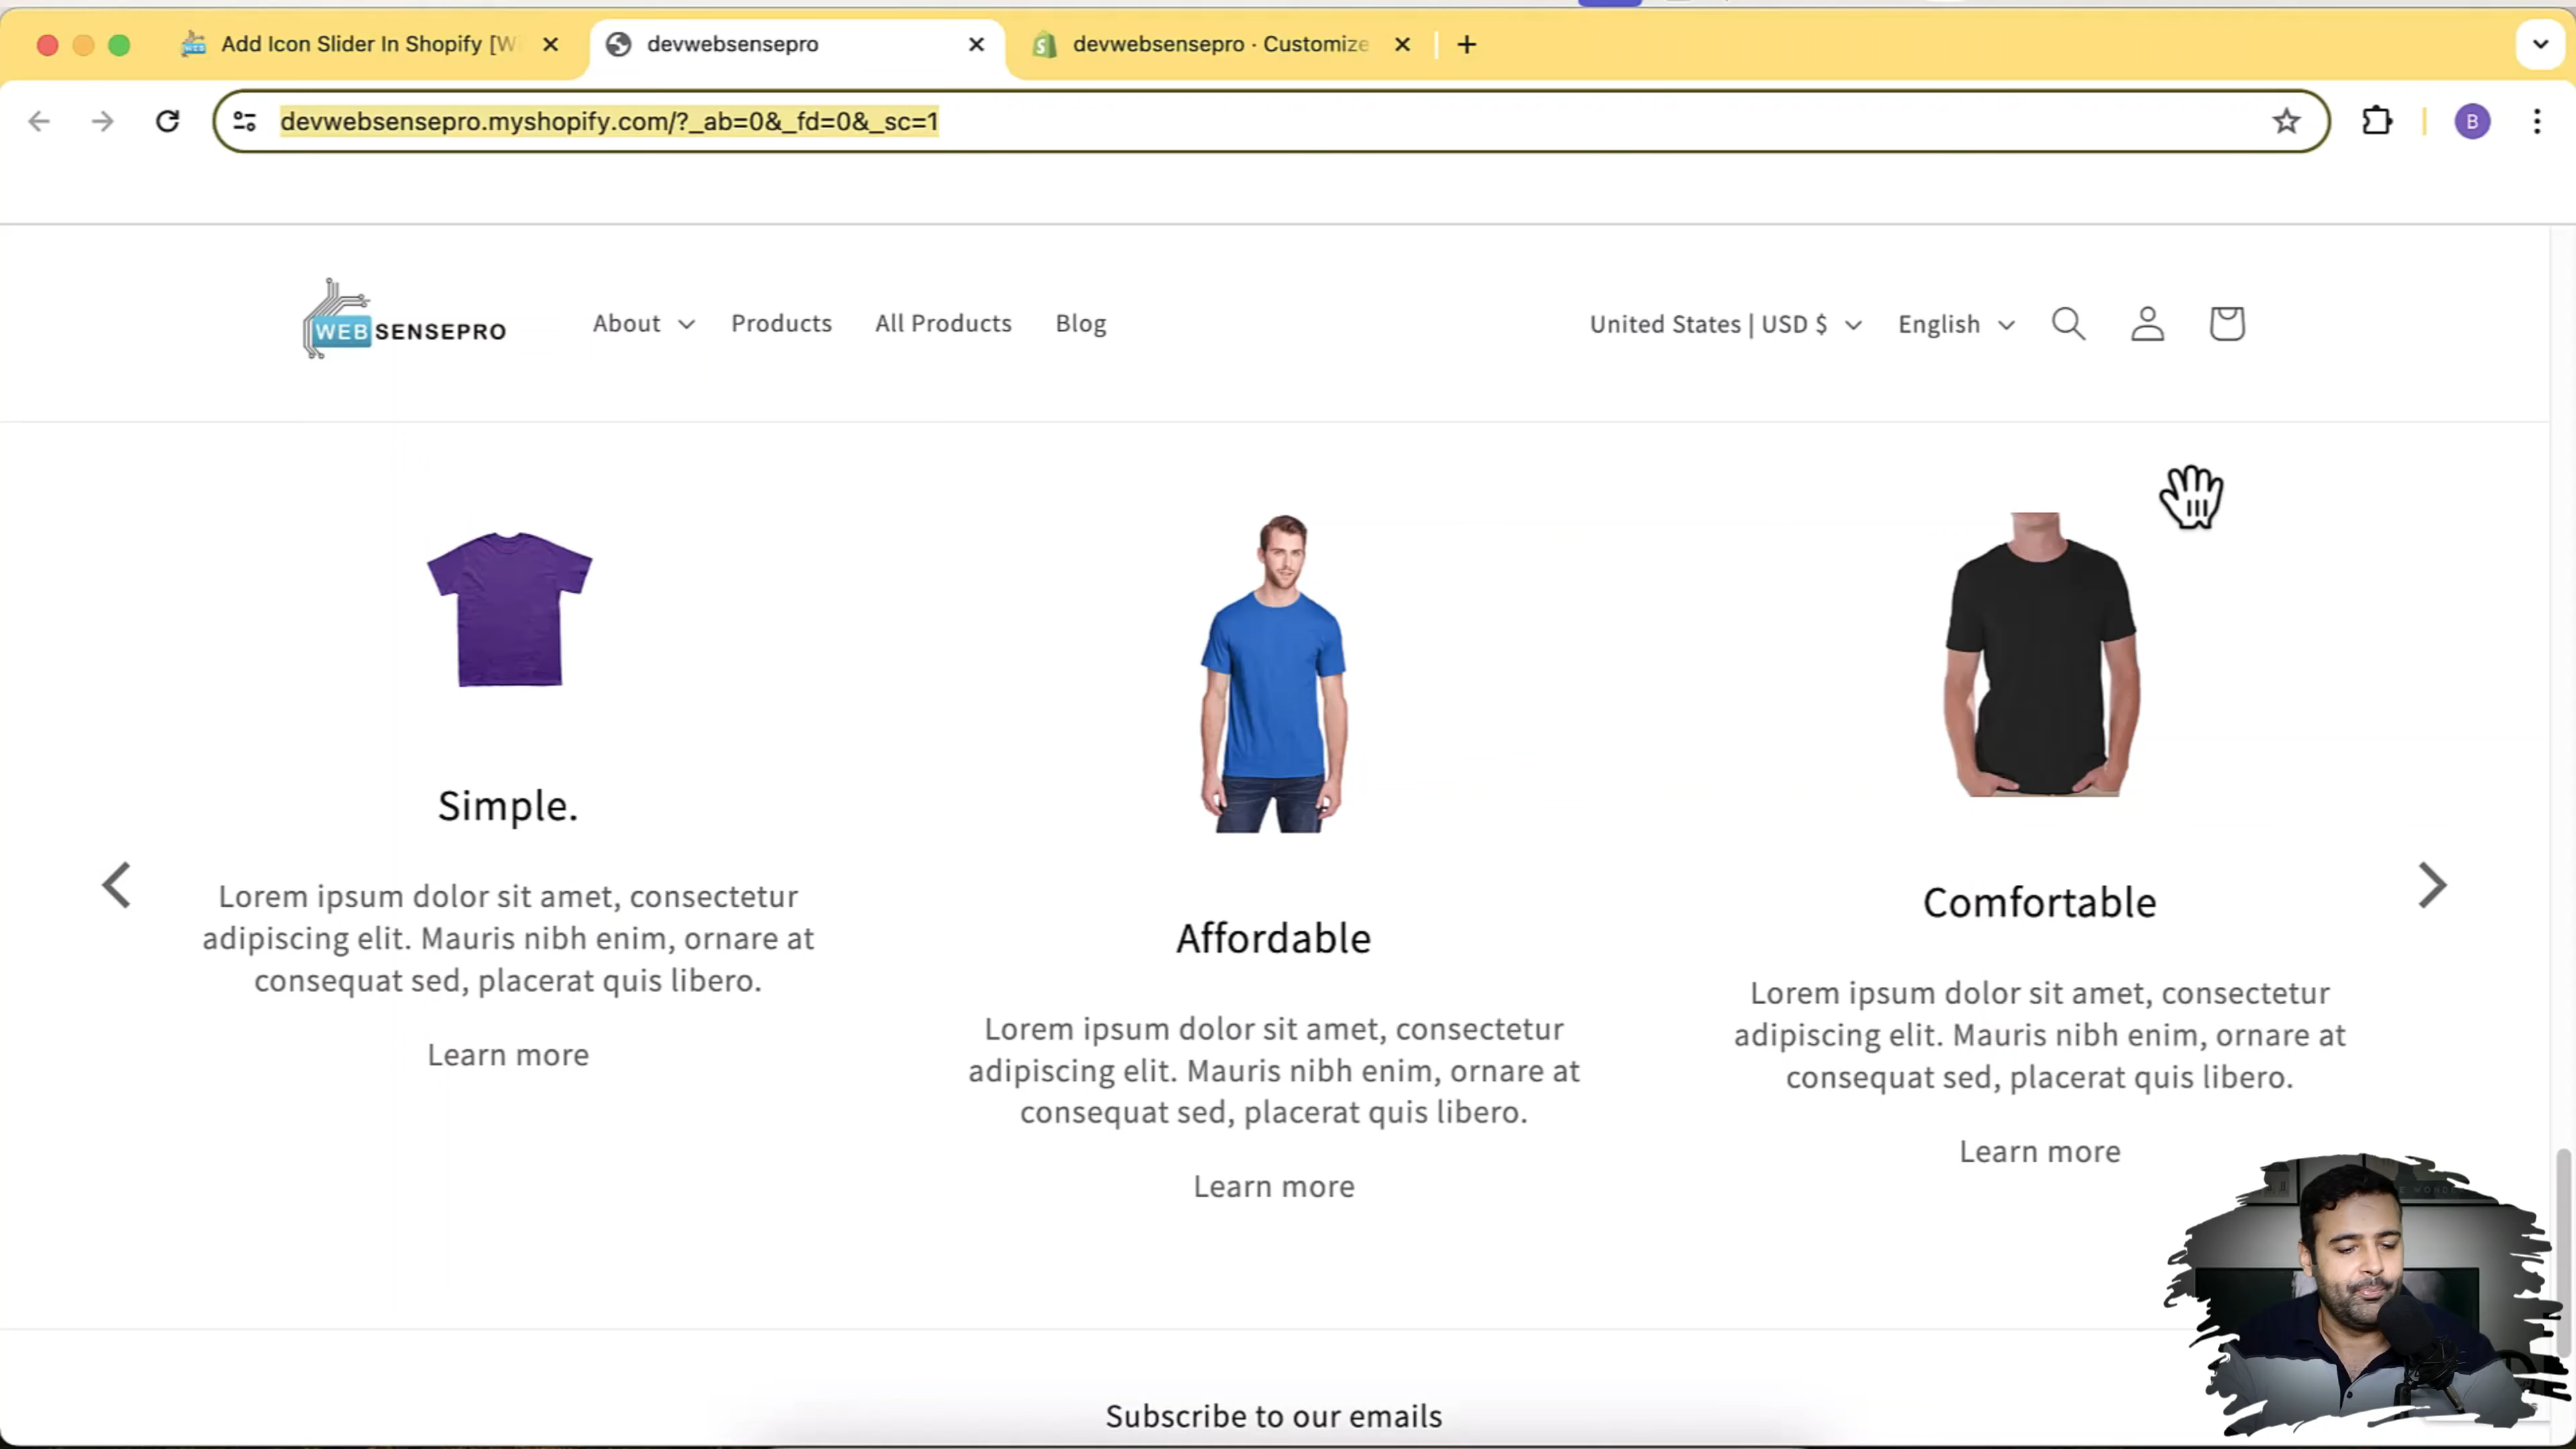 Add Icon Slider In Shopify [W
devwebsensepro
devwebsensepro · Customize
devwebsensepro.myshopify.com/?_ab=0&_fd=0&_sc=1
B
WEBSENSEPRO
About
Products
All Products
Blog
United States | USD $
English
Simple.
Lorem ipsum dolor sit amet, consectetur
adipiscing elit. Mauris nibh enim, ornare at
consequat sed, placerat quis libero.
Learn more
Affordable
Lorem ipsum dolor sit amet, consectetur
adipiscing elit. Mauris nibh enim, ornare at
consequat sed, placerat quis libero.
Learn more
Comfortable
Lorem ipsum dolor sit amet, consectetur
adipiscing elit. Mauris nibh enim, ornare at
consequat sed, placerat quis libero.
Learn more
Subscribe to our emails